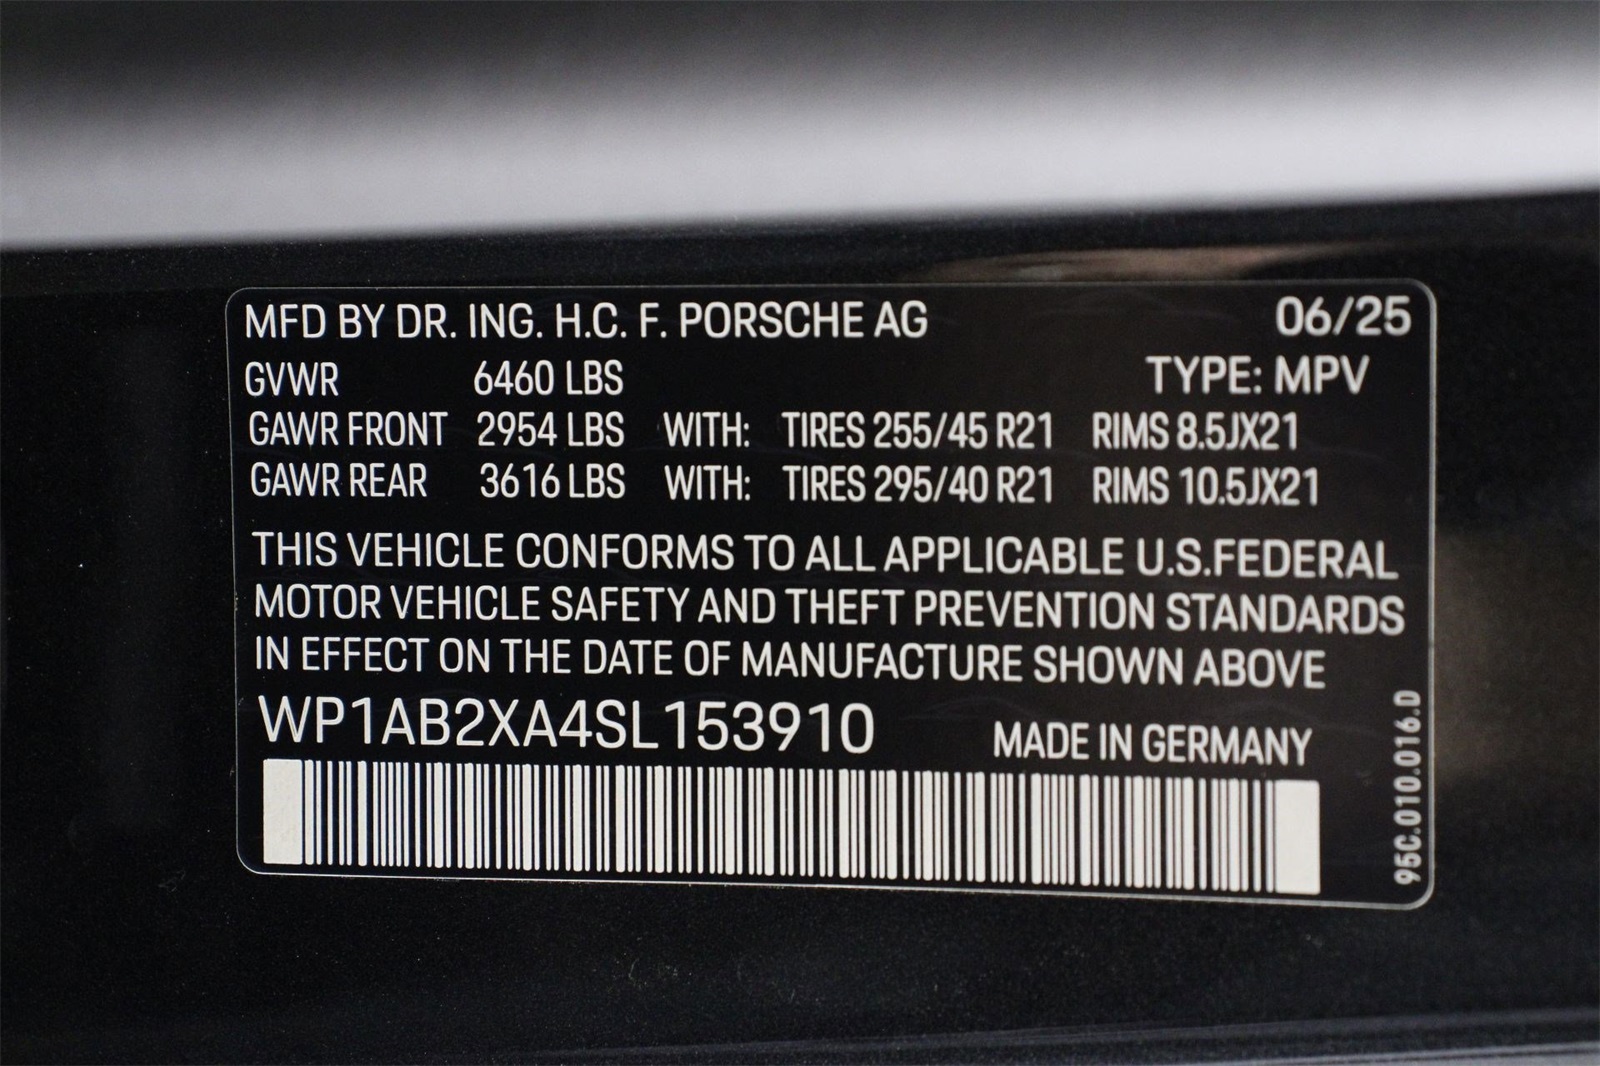 MFD BY DR. ING. H.C. F. PORSCHE AG 06/25
GVWR 6460 LBS TYPE: MPV
GAWR FRONT 2954 LBS WITH: TIRES 255/45 R21 RIMS 8.5JX21
GAWR REAR 3616 LBS WITH: TIRES 295/40 R21 RIMS 10.5JX21
THIS VEHICLE CONFORMS TO ALL APPLICABLE U.S.FEDERAL
MOTOR VEHICLE SAFETY AND THEFT PREVENTION STANDARDS
IN EFFECT ON THE DATE OF MANUFACTURE SHOWN ABOVE
WP1AB2XA4SL153910
MADE IN GERMANY
95C.010.016.D